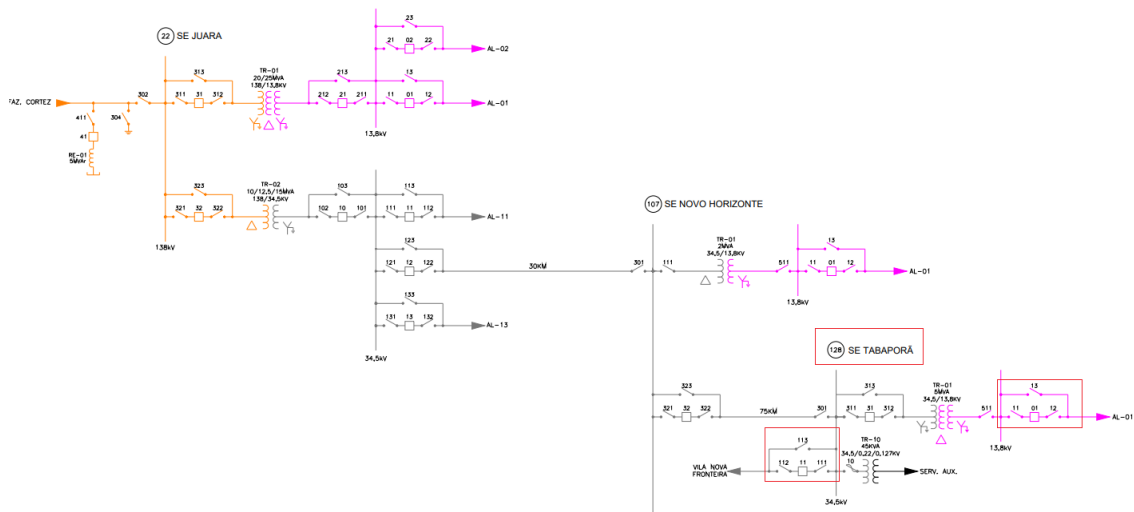 22 SE JUARA
23
21 02 22
AL-02
TR-01
20/25MVA
138/13,8KV
313
213
13
FAZ. CORTEZ
302
311 31 312
212 21 211
11 01 12
AL-01
411
304
41
RE-01
5MVAr
13,8kV
323
TR-02
10/12,5/15MVA
138/34,5KV
103
113
321 32 322
102 10 101
111 11 112
AL-11
138kV
107 SE NOVO HORIZONTE
123
121 12 122
30KM
301
111
TR-01
2MVA
34,5/13,8KV
511
13
11 01 12
AL-01
13,8kV
133
131 13 132
AL-13
34,5kV
128 SE TABAPORÃ
323
321 32 322
75KM
301
313
311 31 312
TR-01
5MVA
34,5/13,8KV
511
13
11 01 12
AL-01
13,8kV
113
112 11 111
VILA NOVA
FRONTEIRA
TR-10
45KVA
34,5/0,22/0,127KV
10
SERV. AUX.
34,5kV